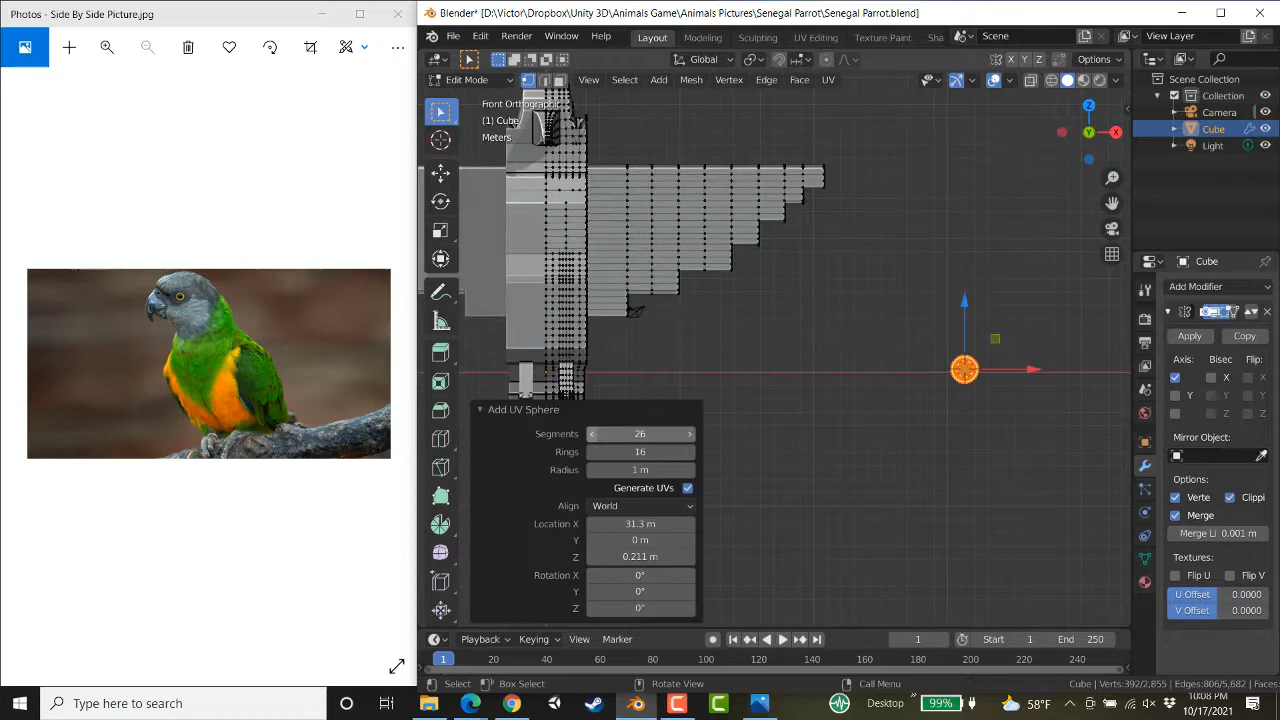 Photos - Side By Side Picture.jpg
Blender* [D:\Victor\Dropbox\Unity 3D\Animals Game\Animals Pictures\Senegal Parrot\Senegal Parrot.blend]
File Edit Render Window Help Layout Modeling Sculpting UV Editing Texture Paint Sha Scene View Layer
Global X Y Z Options
Edit Mode View Select Add Mesh Vertex Edge Face UV
Front Orthographic
(1) Cube
Meters
Z
X
Y
Scene Collection
Collection
Camera
Cube
Light
Cube
Add Modifier
Apply Copy
Axis: Bisec Flip:
X X X
Y Y Y
Mirror Object:
Options:
Verte Clippi
Merge
Merge Li 0.001 m
Textures:
Flip U Flip V
U Offset 0.0000
V Offset 0.0000
Add UV Sphere
Segments 26
Rings 16
Radius 1 m
Generate UVs
Align World
Location X 31.3 m
Y 0 m
Z 0.211 m
Rotation X 0°
Y 0°
Z 0°
Playback Keying View Marker 1 Start 1 End 250
1 20 40 60 80 100 120 140 160 180 200 220 240
Select Box Select Rotate View Call Menu Cube | Verts:392/2,855 | Edges:806/5,682 | Faces
Type here to search Desktop 99% 58°F 10:08 PM
10/17/2021